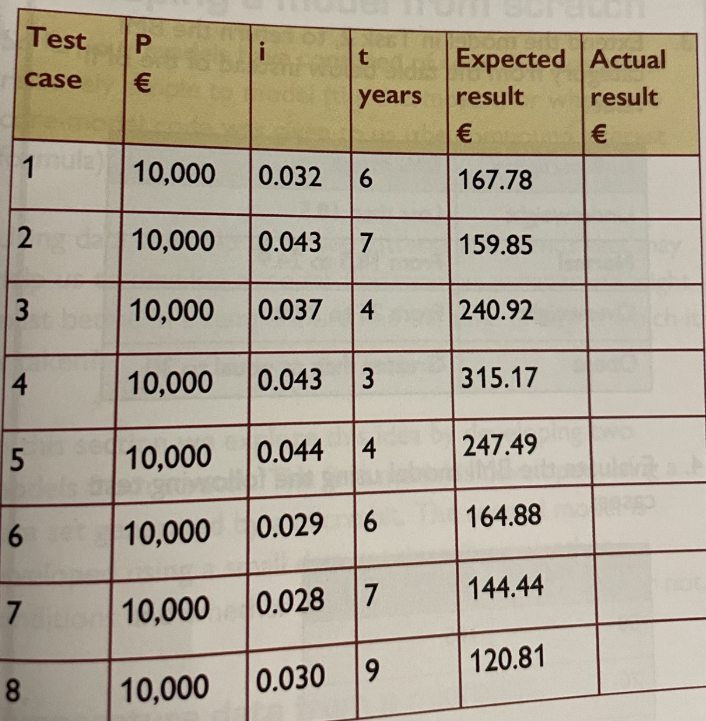 Test case P € i t years Expected result € Actual result €
1 10,000 0.032 6 167.78
2 10,000 0.043 7 159.85
3 10,000 0.037 4 240.92
4 10,000 0.043 3 315.17
5 10,000 0.044 4 247.49
6 10,000 0.029 6 164.88
7 10,000 0.028 7 144.44
8 10,000 0.030 9 120.81